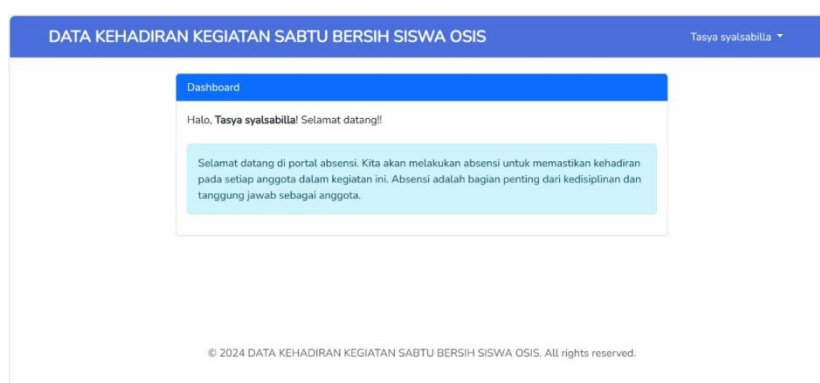 DATA KEHADIRAN KEGIATAN SABTU BERSIH SISWA OSIS
Tasya syalsabilla
Dashboard
Halo, Tasya syalsabilla! Selamat datang!!
Selamat datang di portal absensi. Kita akan melakukan absensi untuk memastikan kehadiran
pada setiap anggota dalam kegiatan ini. Absensi adalah bagian penting dari kedisiplinan dan
tanggung jawab sebagai anggota.
© 2024 DATA KEHADIRAN KEGIATAN SABTU BERSIH SISWA OSIS. All rights reserved.